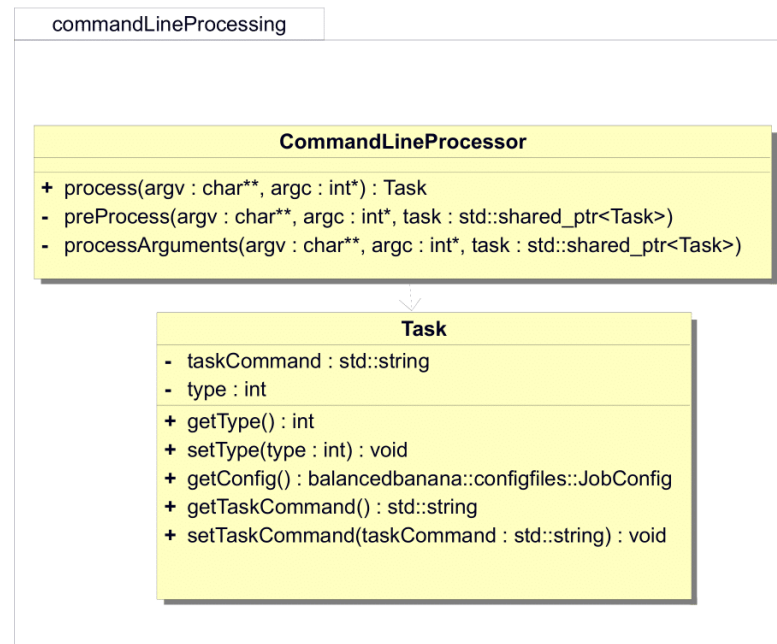 commandLineProcessing
CommandLineProcessor
+ process(argv : char**, argc : int*) : Task
- preProcess(argv : char**, argc : int*, task : std::shared_ptr<Task>)
- processArguments(argv : char**, argc : int*, task : std::shared_ptr<Task>)
Task
- taskCommand : std::string
- type : int
+ getType() : int
+ setType(type : int) : void
+ getConfig() : balancedbanana::configfiles::JobConfig
+ getTaskCommand() : std::string
+ setTaskCommand(taskCommand : std::string) : void